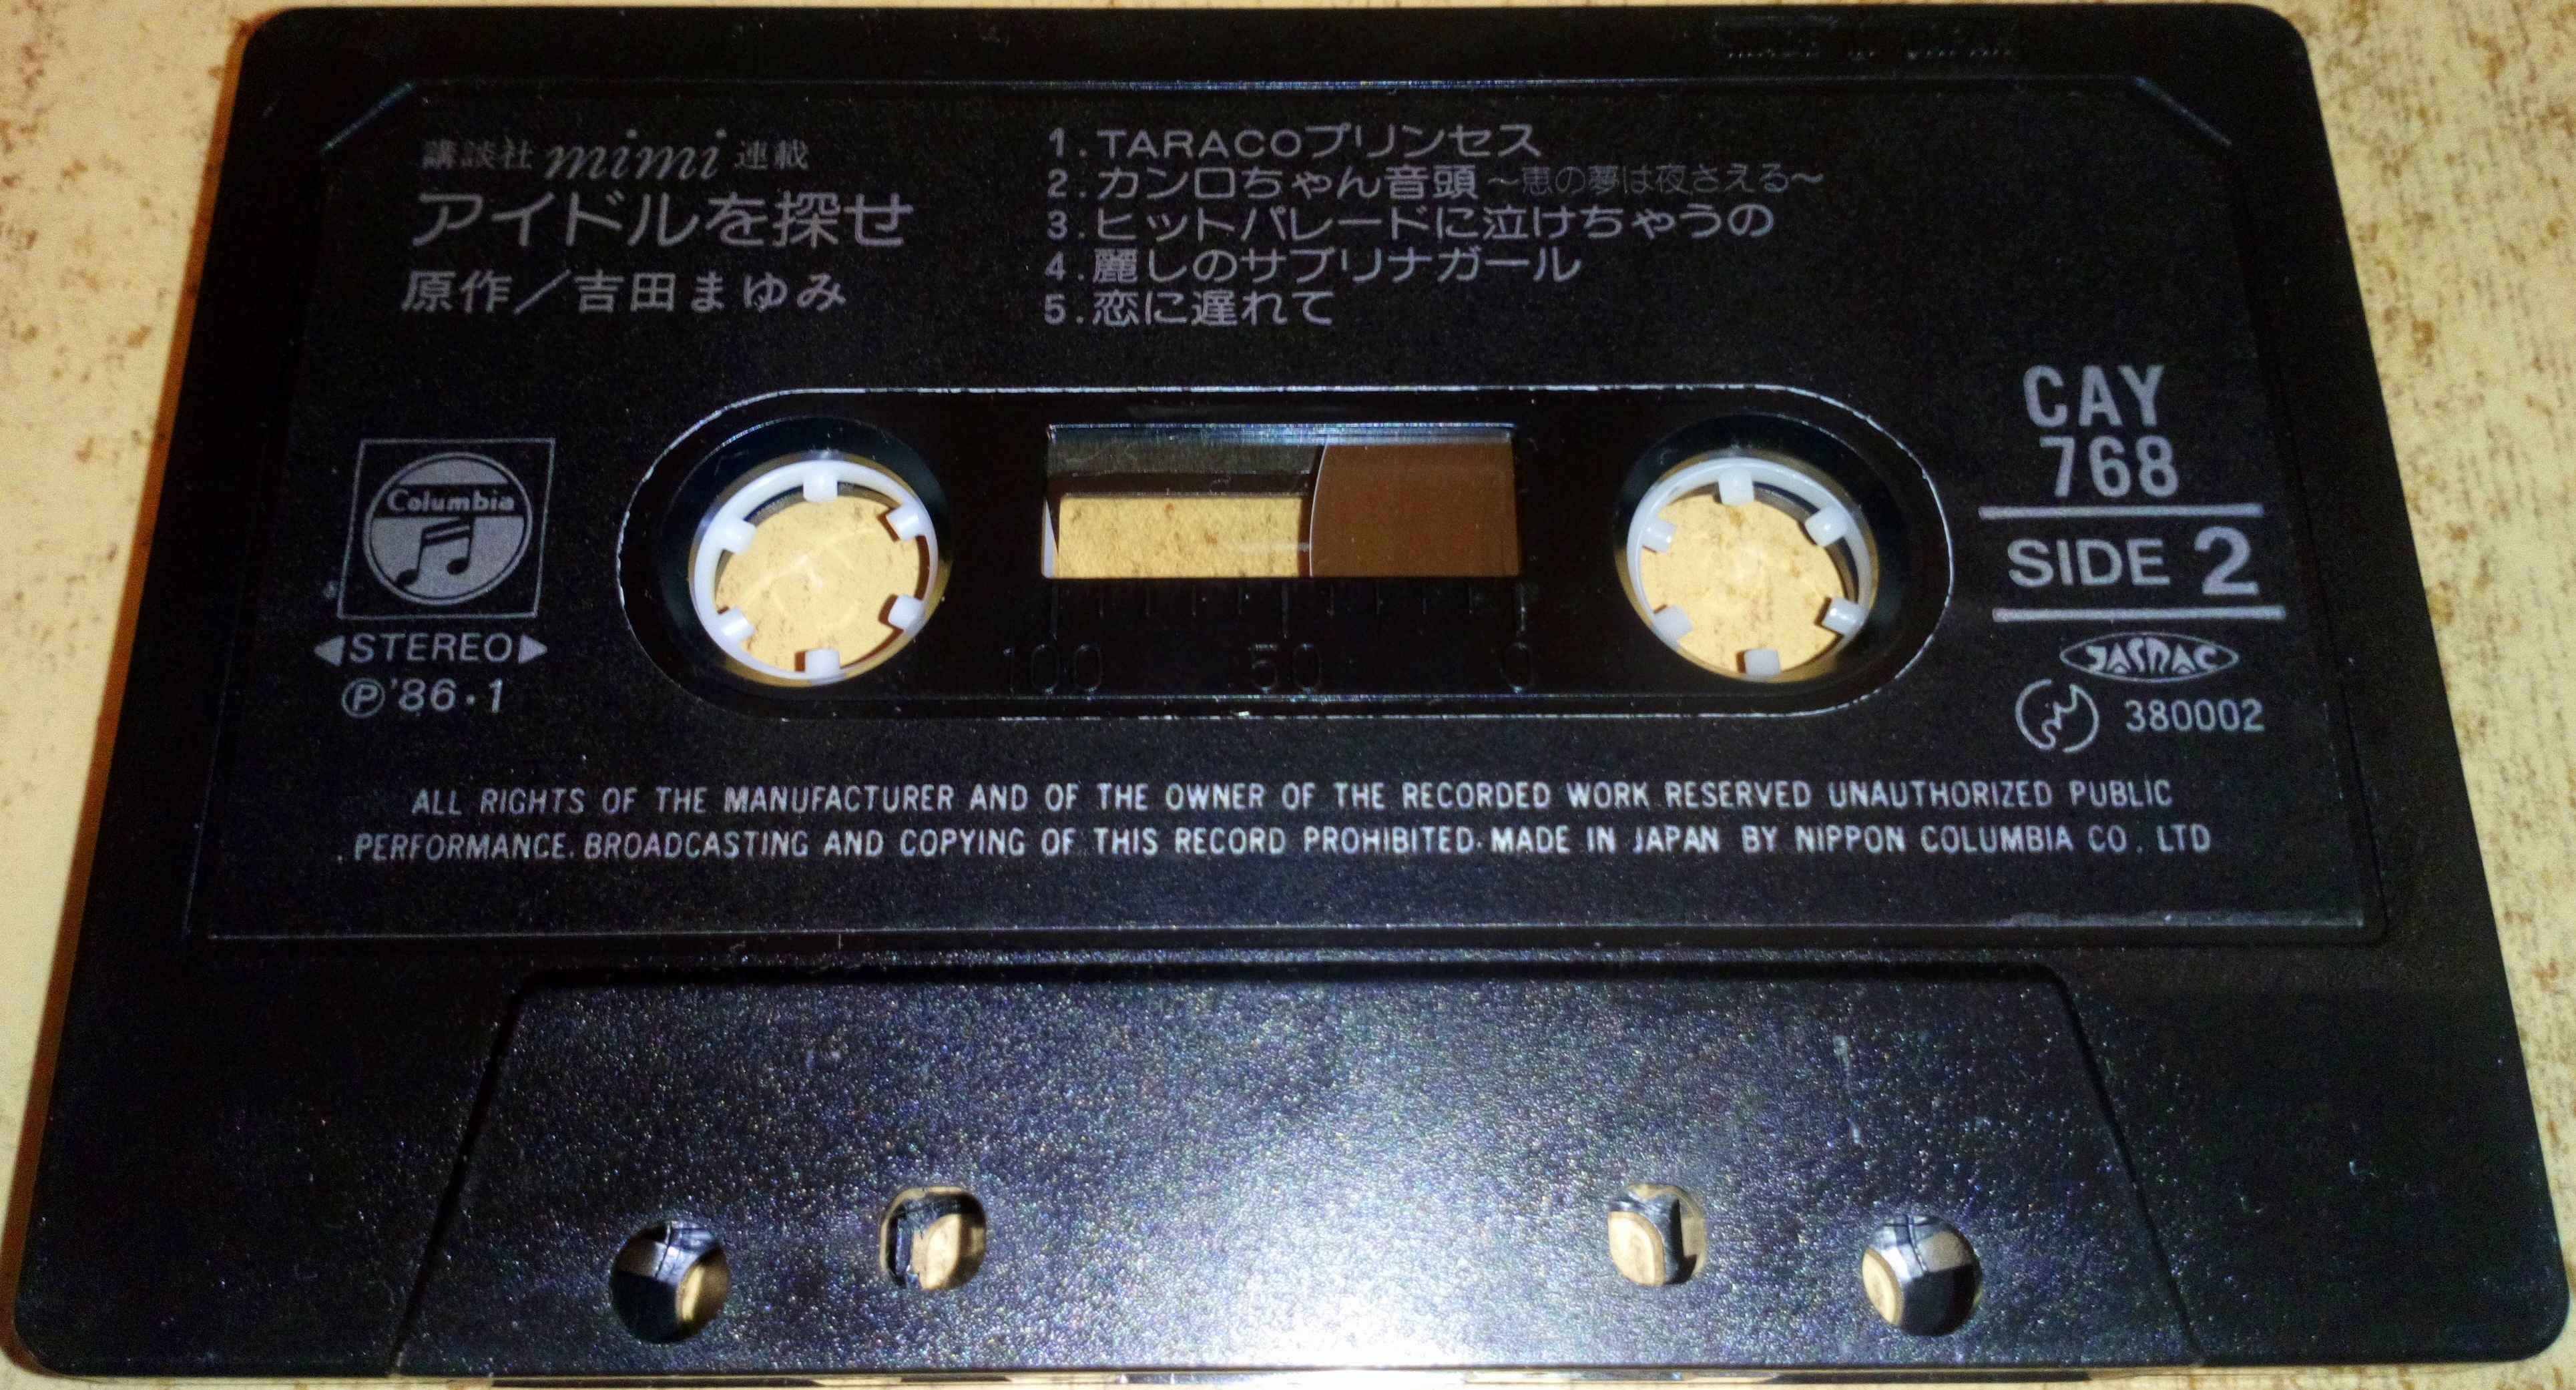 講談社 mimi 連載
アイドルを探せ
原作／吉田まゆみ
1. TARACOプリンセス
2. カンロちゃん音頭 ～恵の夢は夜さえる～
3. ヒットパレードに泣けちゃうの
4. 麗しのサブリナガール
5. 恋に遅れて
Columbia
◀STEREO▶
Ⓟ'86・1
100 50 0
CAY
768
SIDE 2
JASRAC
380002
ALL RIGHTS OF THE MANUFACTURER AND OF THE OWNER OF THE RECORDED WORK RESERVED UNAUTHORIZED PUBLIC
PERFORMANCE. BROADCASTING AND COPYING OF THIS RECORD PROHIBITED. MADE IN JAPAN BY NIPPON COLUMBIA CO., LTD